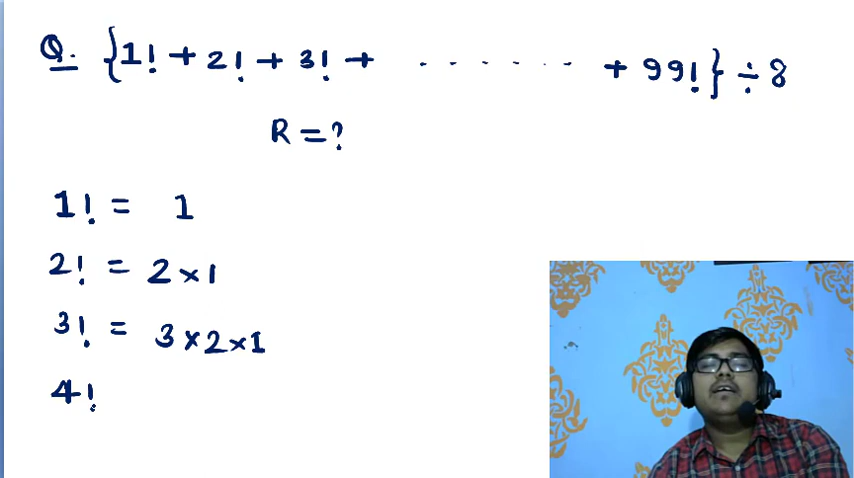 Q. {1! + 2! + 3! + . . . . . . . + 99!} ÷ 8
R = ?
1! = 1
2! = 2 × 1
3! = 3 × 2 × 1
4!